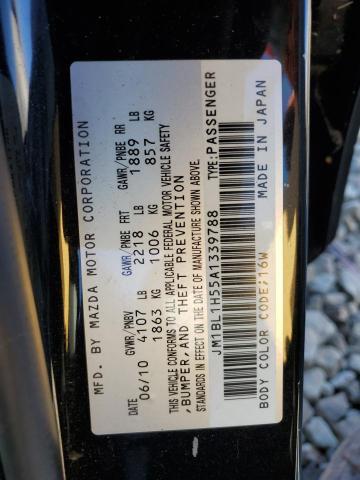 MFD. BY MAZDA MOTOR CORPORATION
DATE GVWR/PNBV GAWR/PNBE FRT GAWR/PNBE RR
06/10 4107 LB 2218 LB 1889 LB
1863 KG 1006 KG 857 KG
THIS VEHICLE CONFORMS TO ALL APPLICABLE FEDERAL MOTOR VEHICLE SAFETY
,BUMPER, AND THEFT PREVENTION
STANDARDS IN EFFECT ON THE DATE OF MANUFACTURE SHOWN ABOVE.
JM1BL1H55A1339788 TYPE:PASSENGER
BODY COLOR CODE:16W MADE IN JAPAN